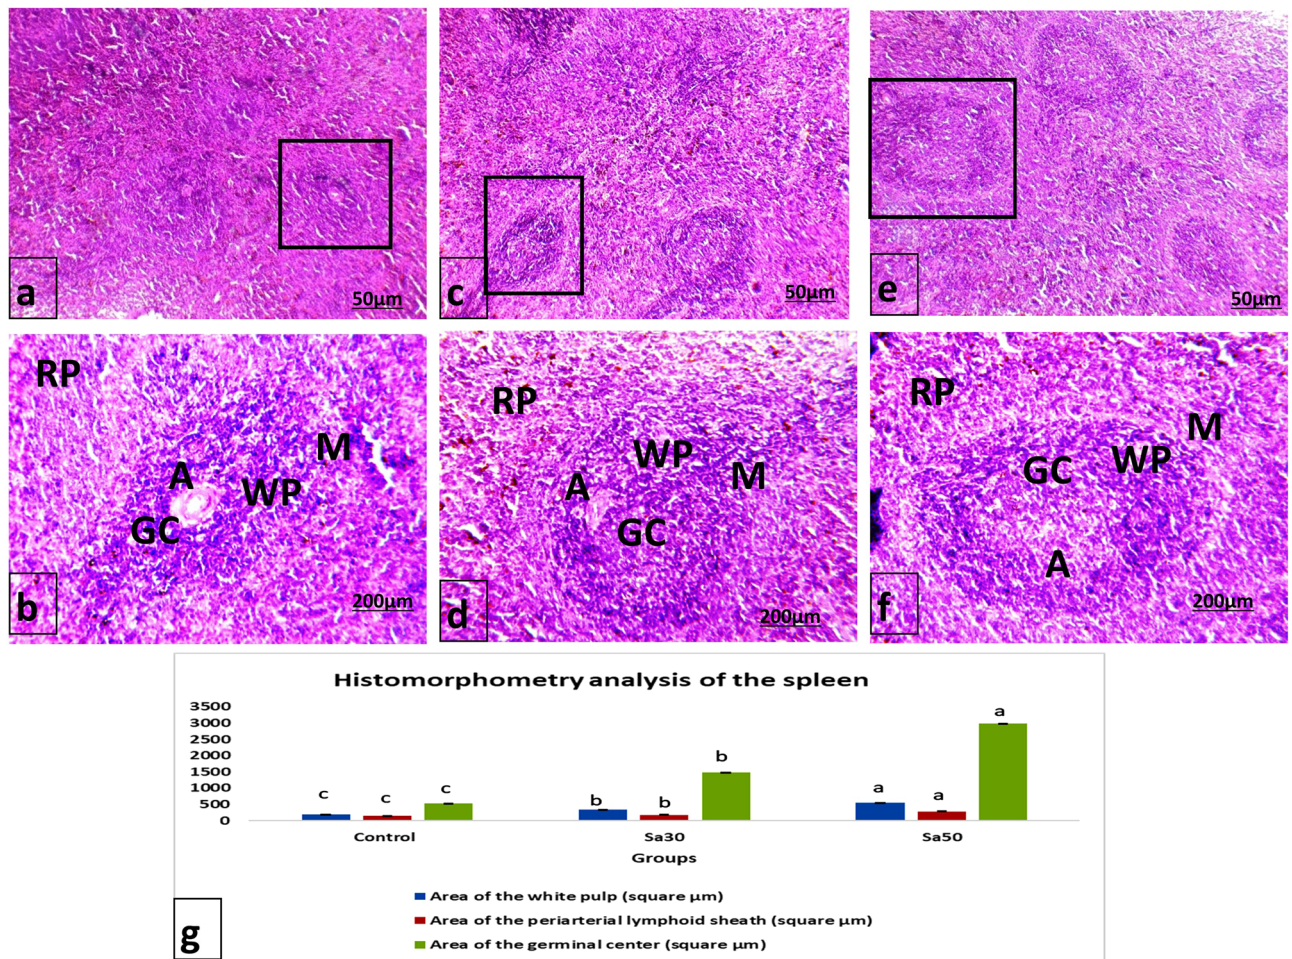 a
50µm
c
50µm
e
50µm
RP
M
A
WP
GC
b
200µm
RP
WP
M
A
GC
d
200µm
RP
M
GC
WP
A
f
200µm
Histomorphometry analysis of the spleen
3500
3000
2500
2000
1500
1000
500
0
c
c
c
b
b
b
a
a
a
Control
Sa30
Sa50
Groups
Area of the white pulp (square µm)
Area of the periarterial lymphoid sheath (square µm)
Area of the germinal center (square µm)
g